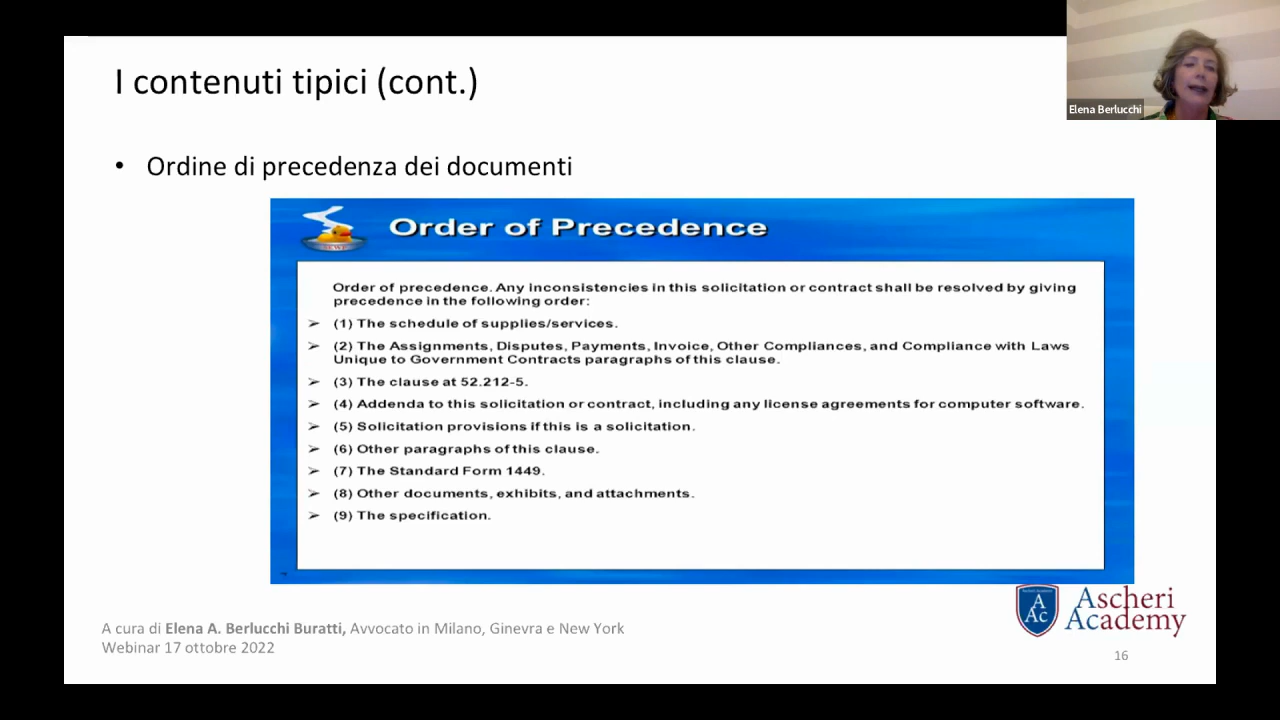 I contenuti tipici (cont.)
Elena Berlucchi
• Ordine di precedenza dei documenti
Order of Precedence
Order of precedence. Any inconsistencies in this solicitation or contract shall be resolved by giving
precedence in the following order:
➢ (1) The schedule of supplies/services.
➢ (2) The Assignments, Disputes, Payments, Invoice, Other Compliances, and Compliance with Laws
Unique to Government Contracts paragraphs of this clause.
➢ (3) The clause at 52.212-5.
➢ (4) Addenda to this solicitation or contract, including any license agreements for computer software.
➢ (5) Solicitation provisions if this is a solicitation.
➢ (6) Other paragraphs of this clause.
➢ (7) The Standard Form 1449.
➢ (8) Other documents, exhibits, and attachments.
➢ (9) The specification.
A
Ac
Ascheri
Academy
A cura di Elena A. Berlucchi Buratti, Avvocato in Milano, Ginevra e New York
Webinar 17 ottobre 2022
16